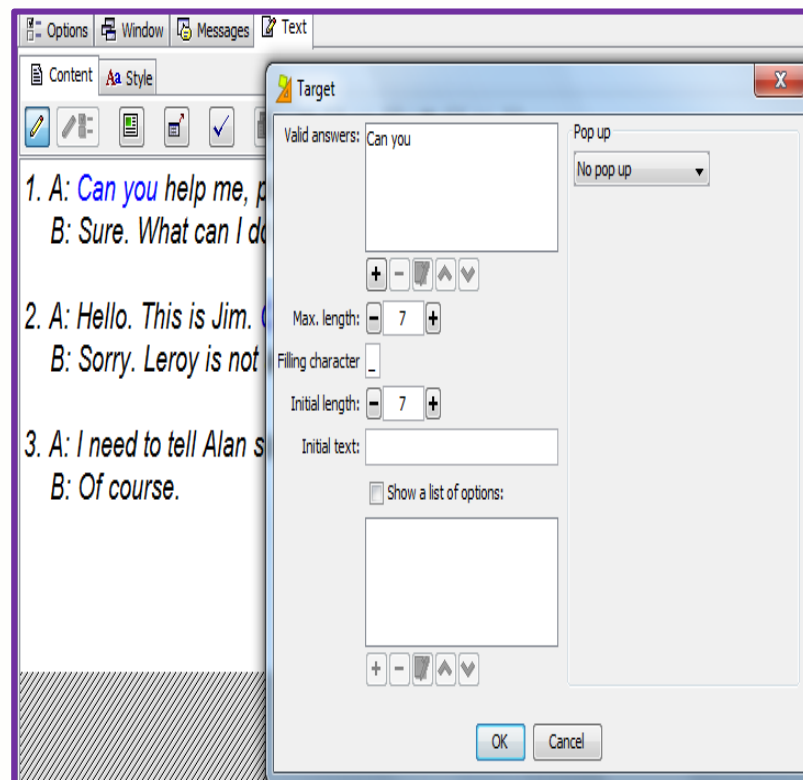 Options Window Messages Text
Content Aa Style
1. A: Can you help me,
B: Sure. What can I
2. A: Hello. This is Jim.
B: Sorry. Leroy is not
3. A: I need to tell Alan
B: Of course.
Target
Valid answers: Can you
Max. length: 7
Filling character _
Initial length: 7
Initial text:
Show a list of options:
Pop up
No pop up
OK Cancel